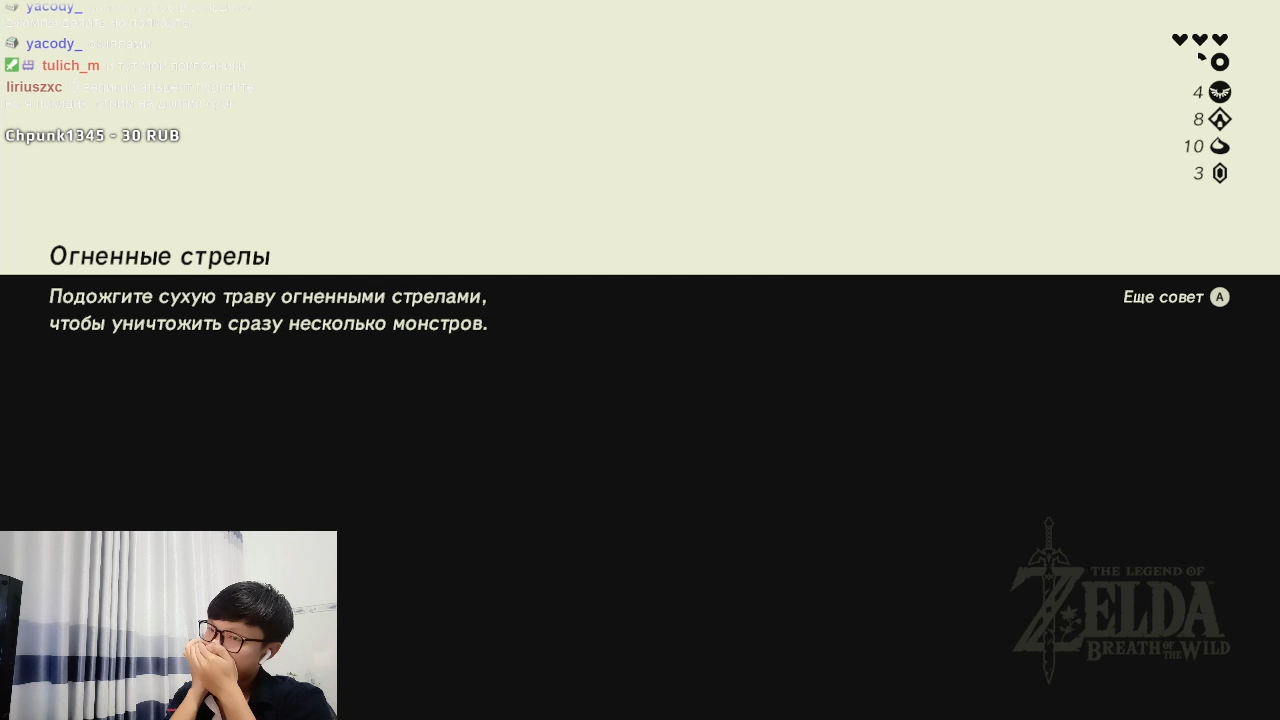 yacody_
yacody_
tulich_m
liriuszxc
Chpunk1345 - 30 RUB
4
8
10
3
Огненные стрелы
Подожгите сухую траву огненными стрелами,
чтобы уничтожить сразу несколько монстров.
Еще совет A
THE LEGEND OF
ZELDA
BREATH OF THE WILD